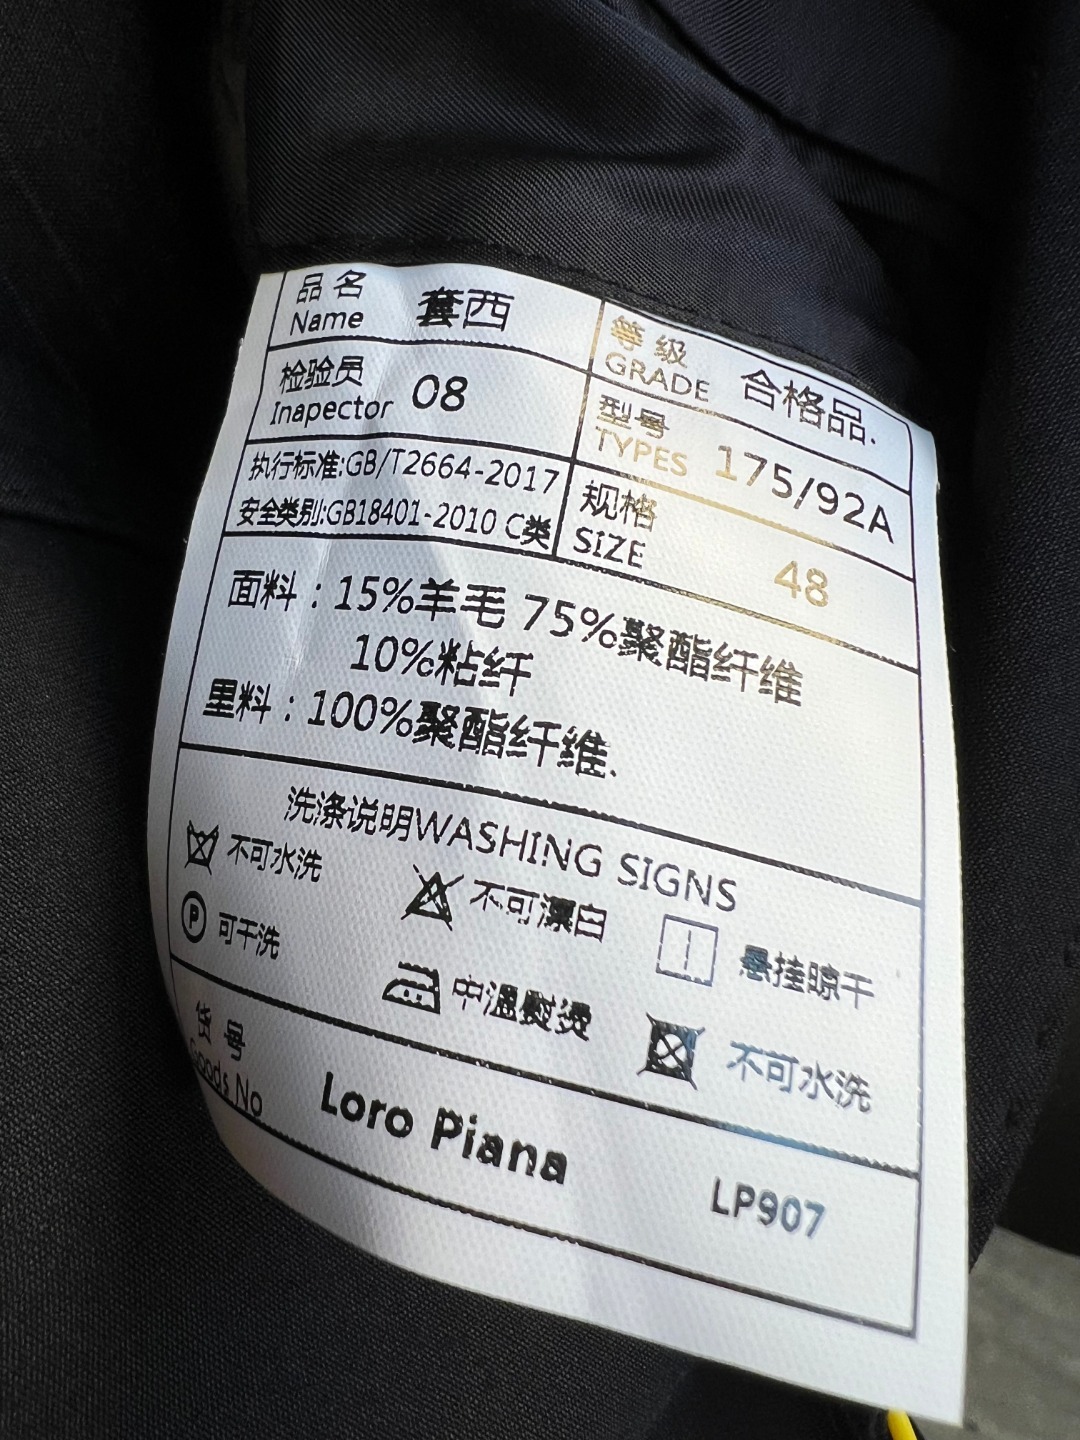 品名 套西
Name
等级 合格品.
GRADE
检验员 08
Inapector
型号 175/92A
TYPES
执行标准:GB/T2664-2017
安全类别:GB18401-2010 C类
规格 48
SIZE
面料：15%羊毛 75%聚酯纤维
10%粘纤
里料：100%聚酯纤维.
洗涤说明WASHING SIGNS
不可水洗
不可漂白
悬挂晾干
P 可干洗
中温熨烫
不可水洗
货号
Goods No
Loro Piana
LP907